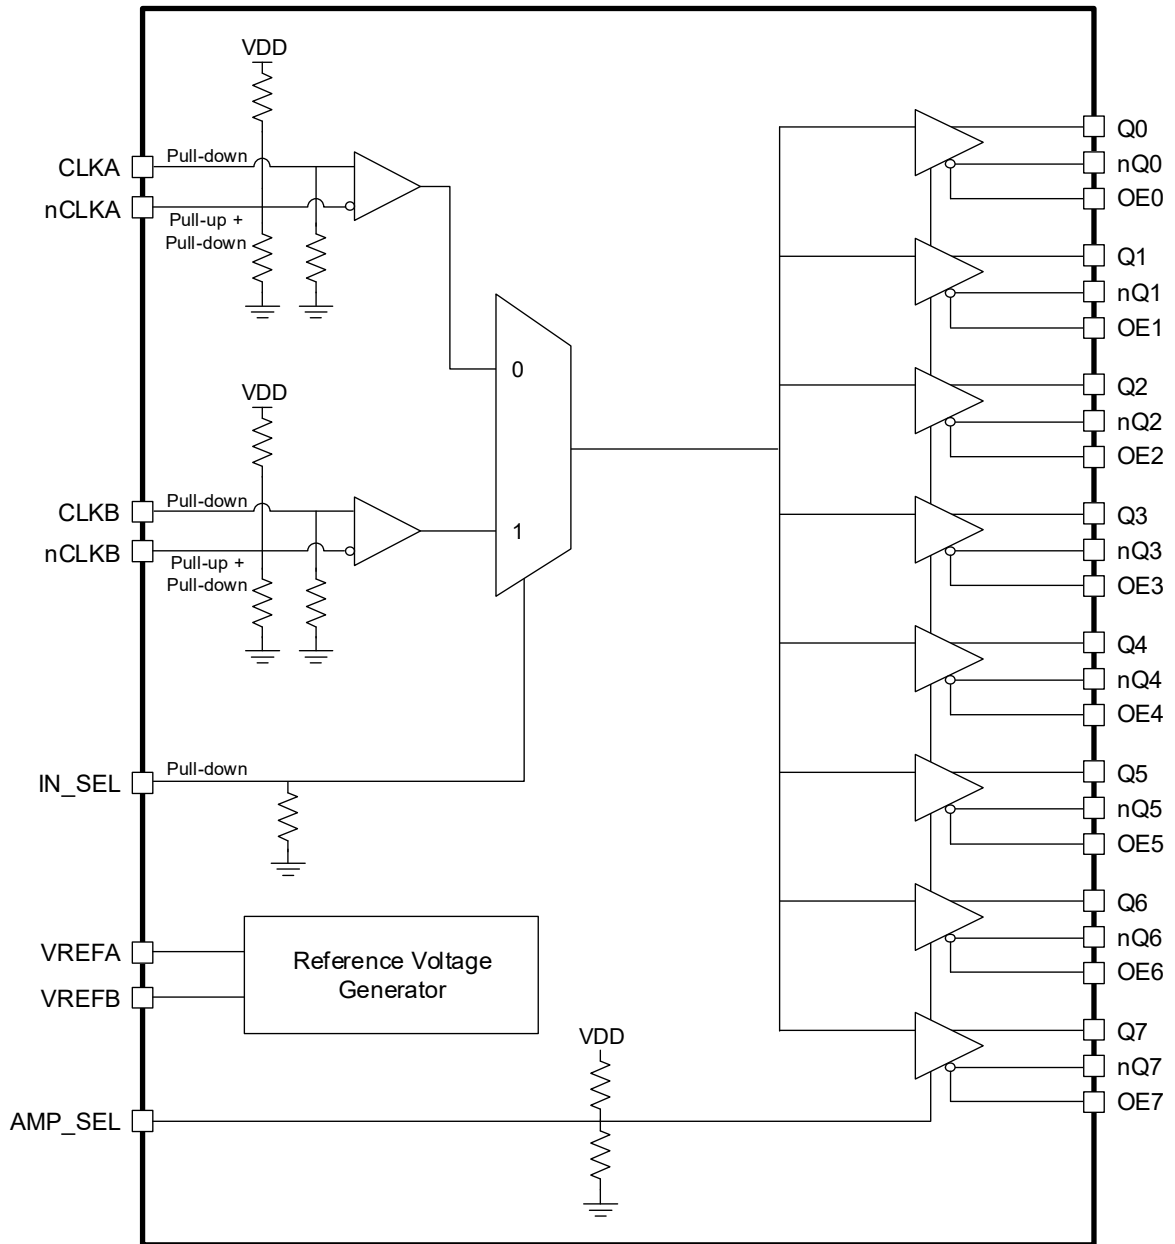 VDD
CLKA
Pull-down
nCLKA
Pull-up +
Pull-down
0
VDD
CLKB
Pull-down
nCLKB
Pull-up +
Pull-down
1
IN_SEL
Pull-down
VREFA
VREFB
Reference Voltage
Generator
VDD
AMP_SEL
Q0
nQ0
OE0
Q1
nQ1
OE1
Q2
nQ2
OE2
Q3
nQ3
OE3
Q4
nQ4
OE4
Q5
nQ5
OE5
Q6
nQ6
OE6
Q7
nQ7
OE7